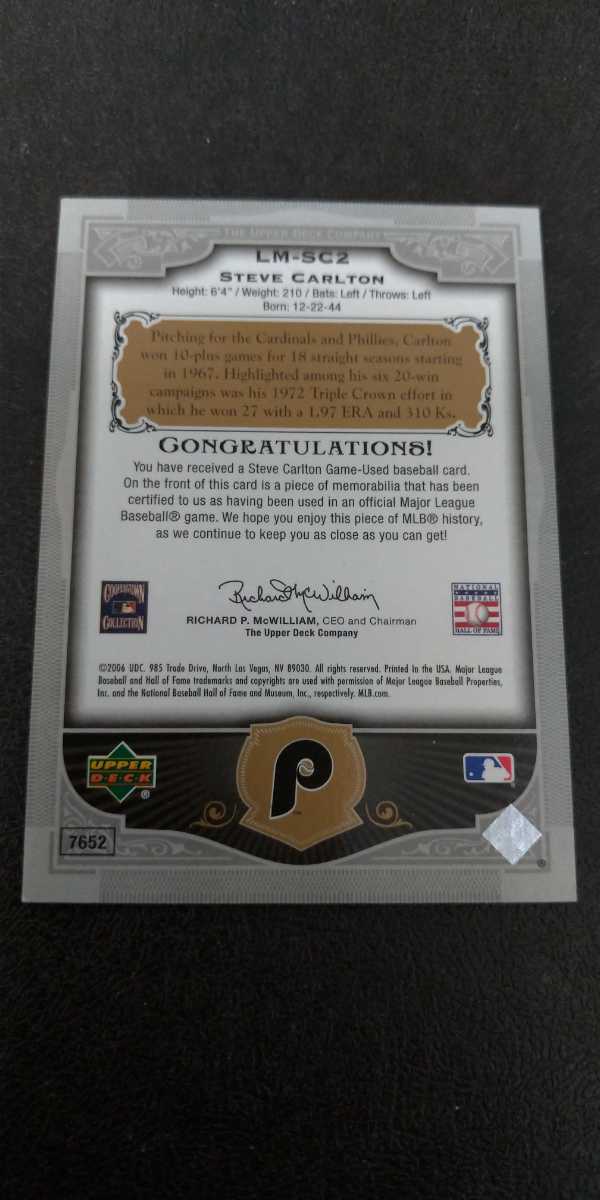 THE UPPER DECK COMPANY
LM-SC2
STEVE CARLTON
Height: 6'4" / Weight: 210 / Bats: Left / Throws: Left
Born: 12-22-44
Pitching for the Cardinals and Phillies, Carlton
won 10-plus games for 18 straight seasons starting
in 1967. Highlighted among his six 20-win
campaigns was his 1972 Triple Crown effort in
which he won 27 with a 1.97 ERA and 310 Ks.
CONGRATULATIONS!
You have received a Steve Carlton Game-Used baseball card.
On the front of this card is a piece of memorabilia that has been
certified to us as having been used in an official Major League
Baseball® game. We hope you enjoy this piece of MLB® history,
as we continue to keep you as close as you can get!
COOPERSTOWN
COLLECTION
Richard McWilliam
NATIONAL
BASEBALL
HALL OF FAME
RICHARD P. McWILLIAM, CEO and Chairman
The Upper Deck Company
©2006 UDC. 985 Trade Drive, North Las Vegas, NV 89030. All rights reserved. Printed in the USA. Major League
Baseball and Hall of Fame trademarks and copyrights are used with permission of Major League Baseball Properties,
Inc. and the National Baseball Hall of Fame and Museum, Inc., respectively. MLB.com.
UPPER
DECK
®
P
™
7652
®